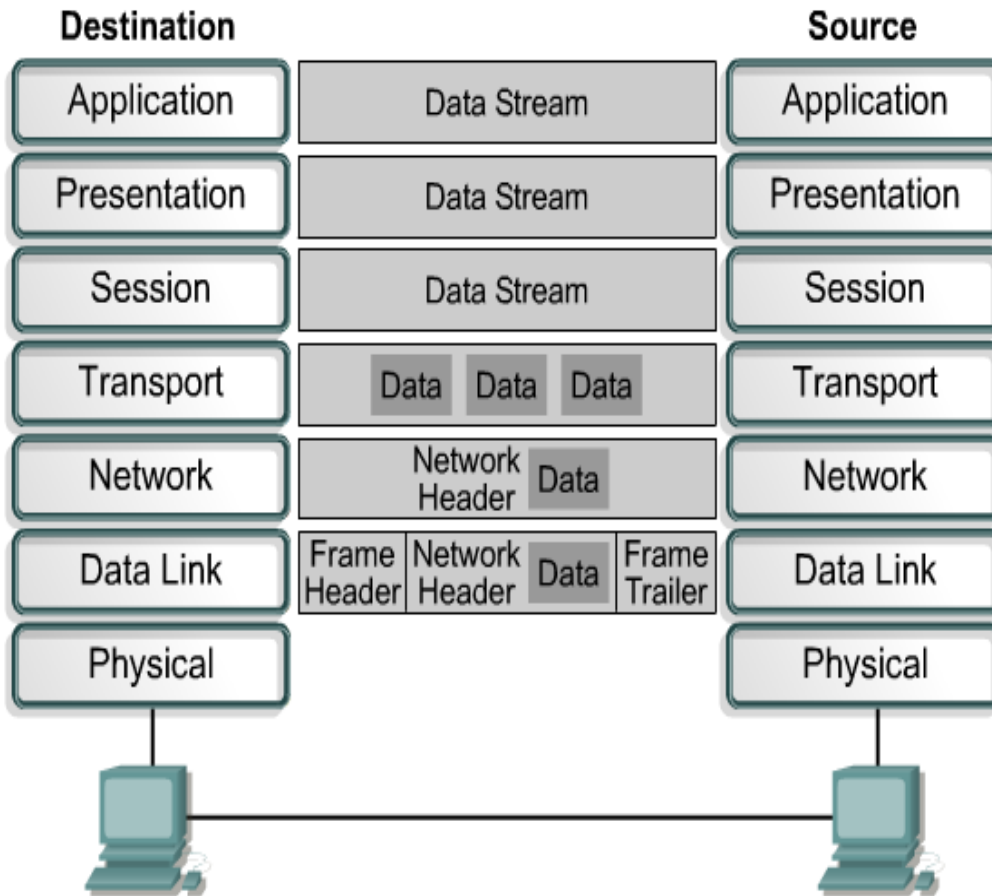 Destination
Source
Application
Data Stream
Application
Presentation
Data Stream
Presentation
Session
Data Stream
Session
Transport
Data Data Data
Transport
Network
Network
Header
Data
Network
Data Link
Frame
Header
Network
Header
Data
Frame
Trailer
Data Link
Physical
Physical